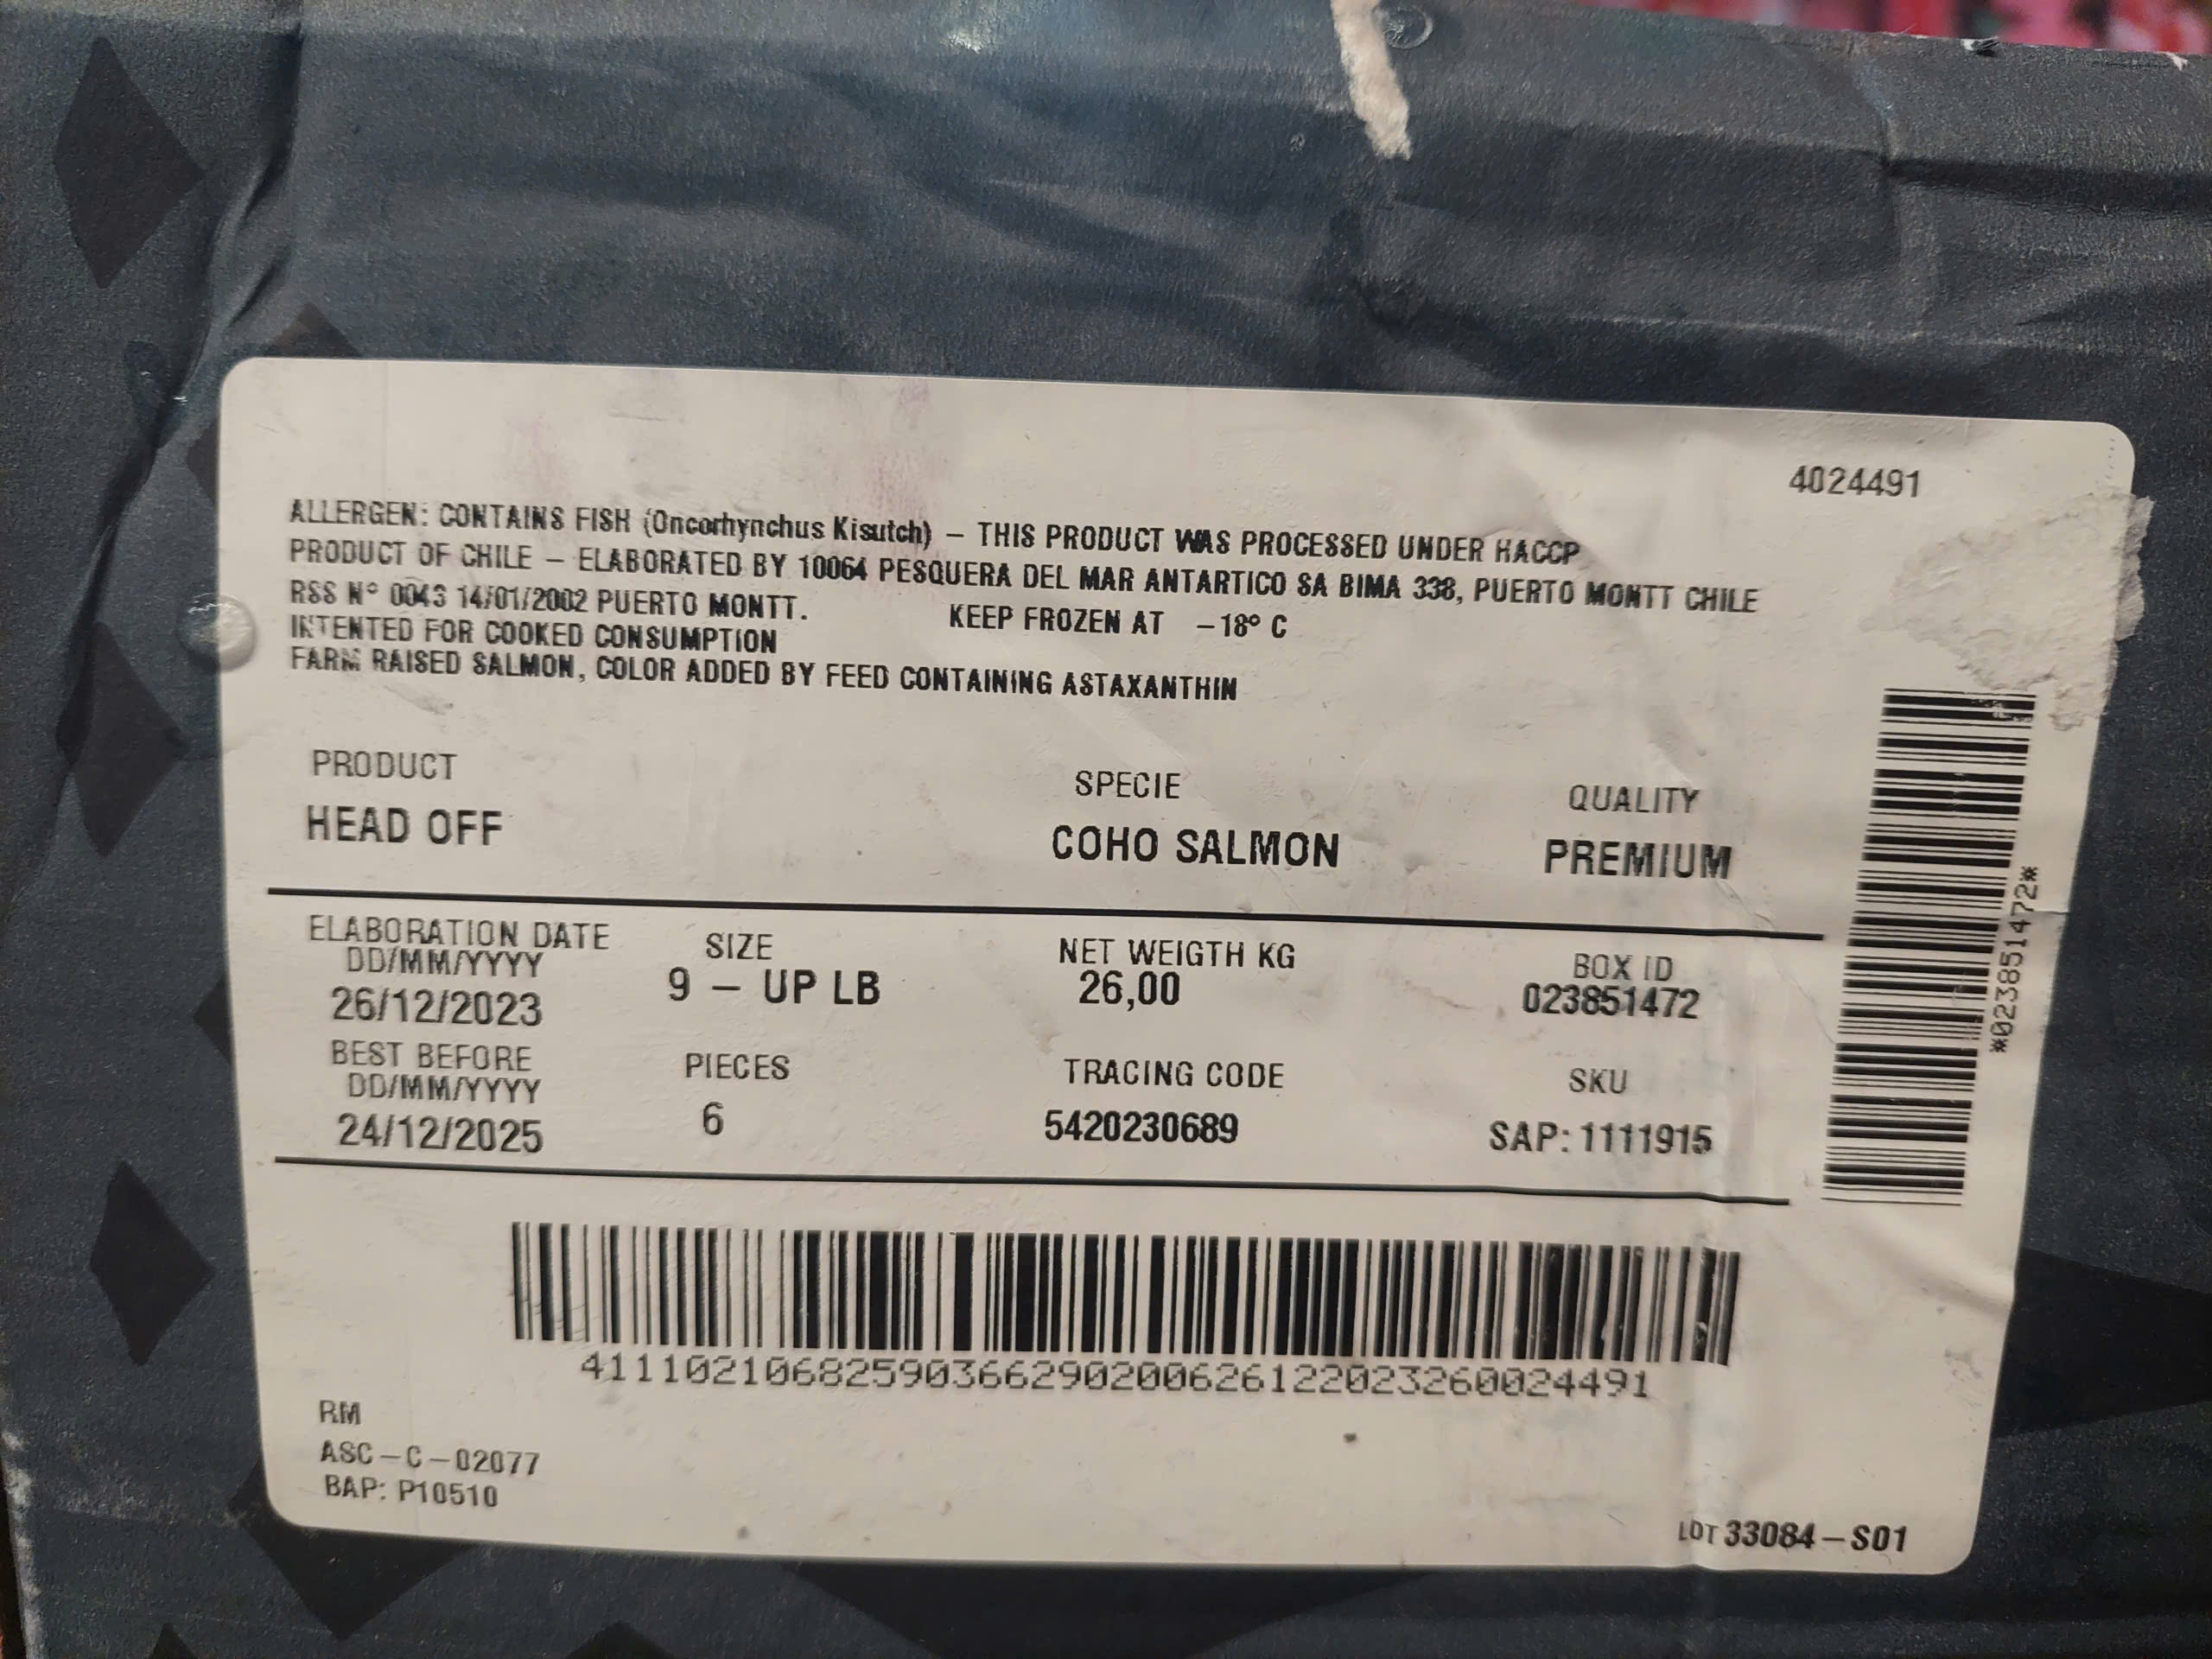 4024491
ALLERGEN: CONTAINS FISH (Oncorhynchus Kisutch) – THIS PRODUCT WAS PROCESSED UNDER HACCP
PRODUCT OF CHILE – ELABORATED BY 10064 PESQUERA DEL MAR ANTARTICO SA BIMA 338, PUERTO MONTT CHILE
RSS N° 0043 14/01/2002 PUERTO MONTT. KEEP FROZEN AT –18° C
INTENTED FOR COOKED CONSUMPTION
FARM RAISED SALMON, COLOR ADDED BY FEED CONTAINING ASTAXANTHIN
PRODUCT SPECIE QUALITY
HEAD OFF COHO SALMON PREMIUM
ELABORATION DATE SIZE NET WEIGTH KG BOX ID
DD/MM/YYYY
26/12/2023 9 – UP LB 26,00 023851472
BEST BEFORE PIECES TRACING CODE SKU
DD/MM/YYYY
24/12/2025 6 5420230689 SAP: 1111915
*023851472*
41110210682590366290200626122023260024491
RM
ASC–C–02077
BAP: P10510
LOT 33084–S01